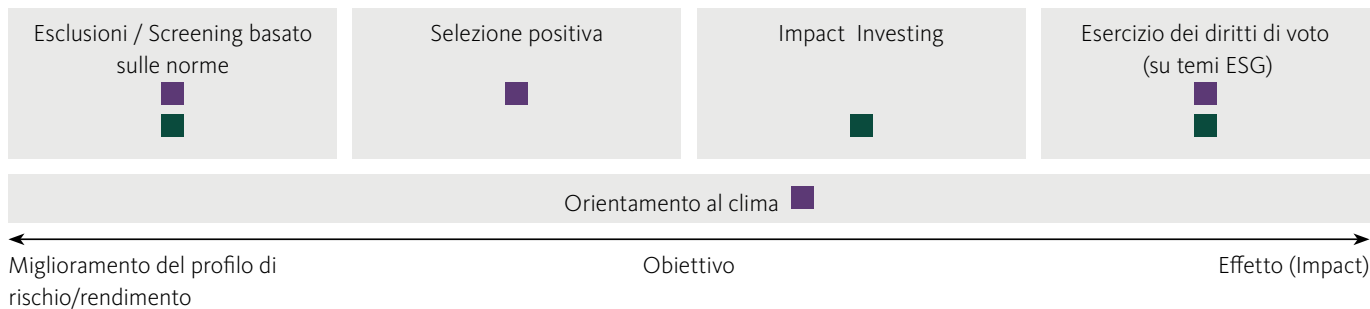 Esclusioni / Screening basato
sulle norme
Selezione positiva
Impact Investing
Esercizio dei diritti di voto
(su temi ESG)
Orientamento al clima
Miglioramento del profilo di
rischio/rendimento
Obiettivo
Effetto (Impact)